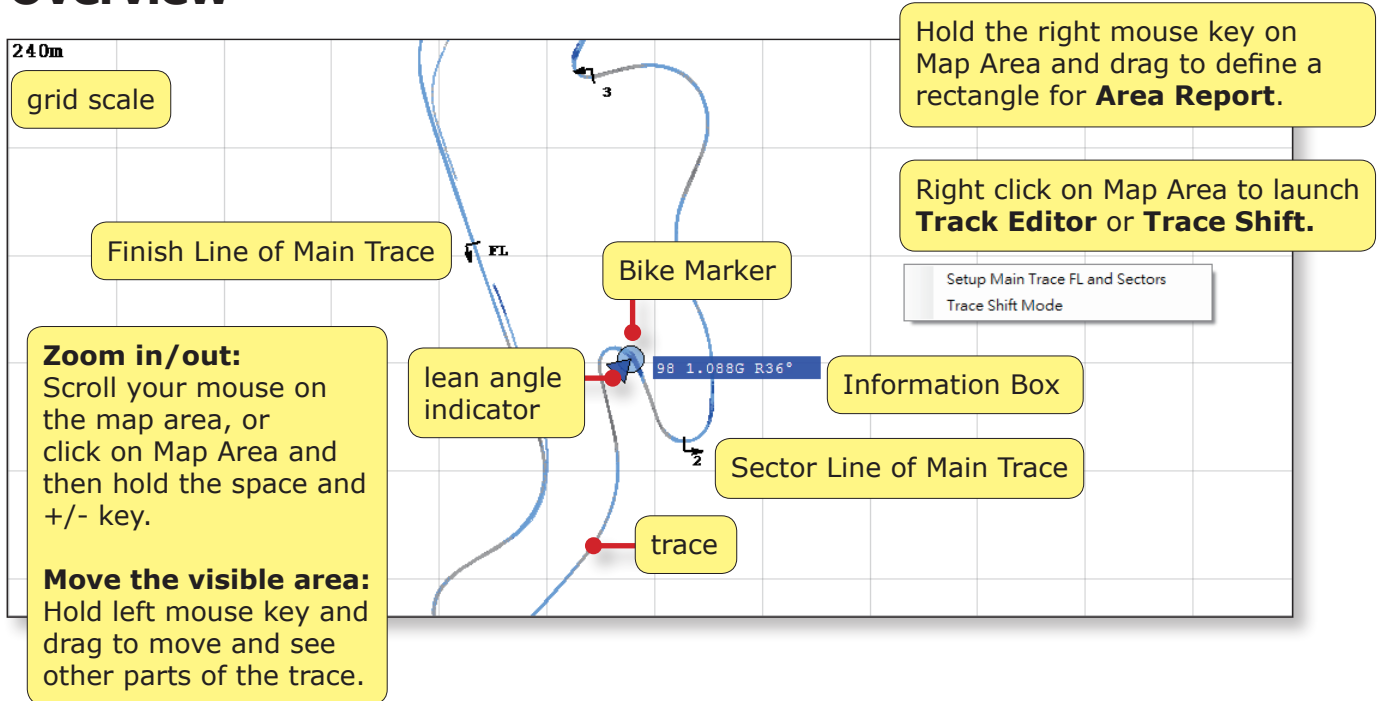 Overview
240m
grid scale
Hold the right mouse key on
Map Area and drag to define a
rectangle for Area Report.
3
Right click on Map Area to launch
Track Editor or Trace Shift.
Finish Line of Main Trace
FL
Bike Marker
Setup Main Trace FL and Sectors
Trace Shift Mode
Zoom in/out:
Scroll your mouse on
the map area, or
click on Map Area and
then hold the space and
+/- key.
lean angle
indicator
98 1.088G R36°
Information Box
2
Sector Line of Main Trace
trace
Move the visible area:
Hold left mouse key and
drag to move and see
other parts of the trace.